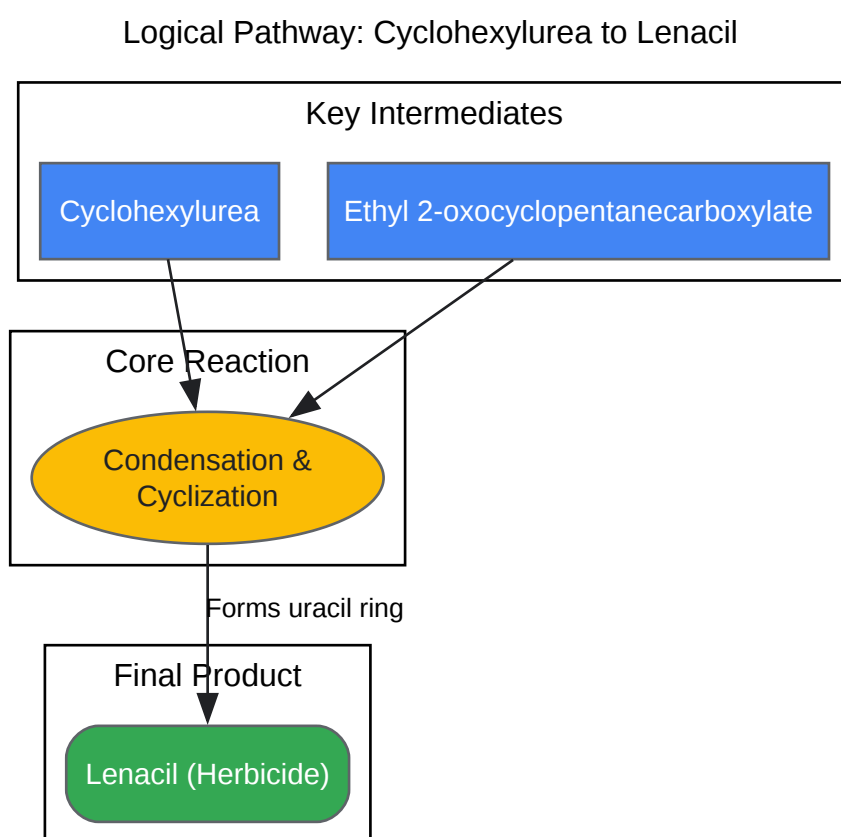 Logical Pathway: Cyclohexylurea to Lenacil
Key Intermediates
Cyclohexylurea
Ethyl 2-oxocyclopentanecarboxylate
Core Reaction
Condensation &
Cyclization
Forms uracil ring
Final Product
Lenacil (Herbicide)